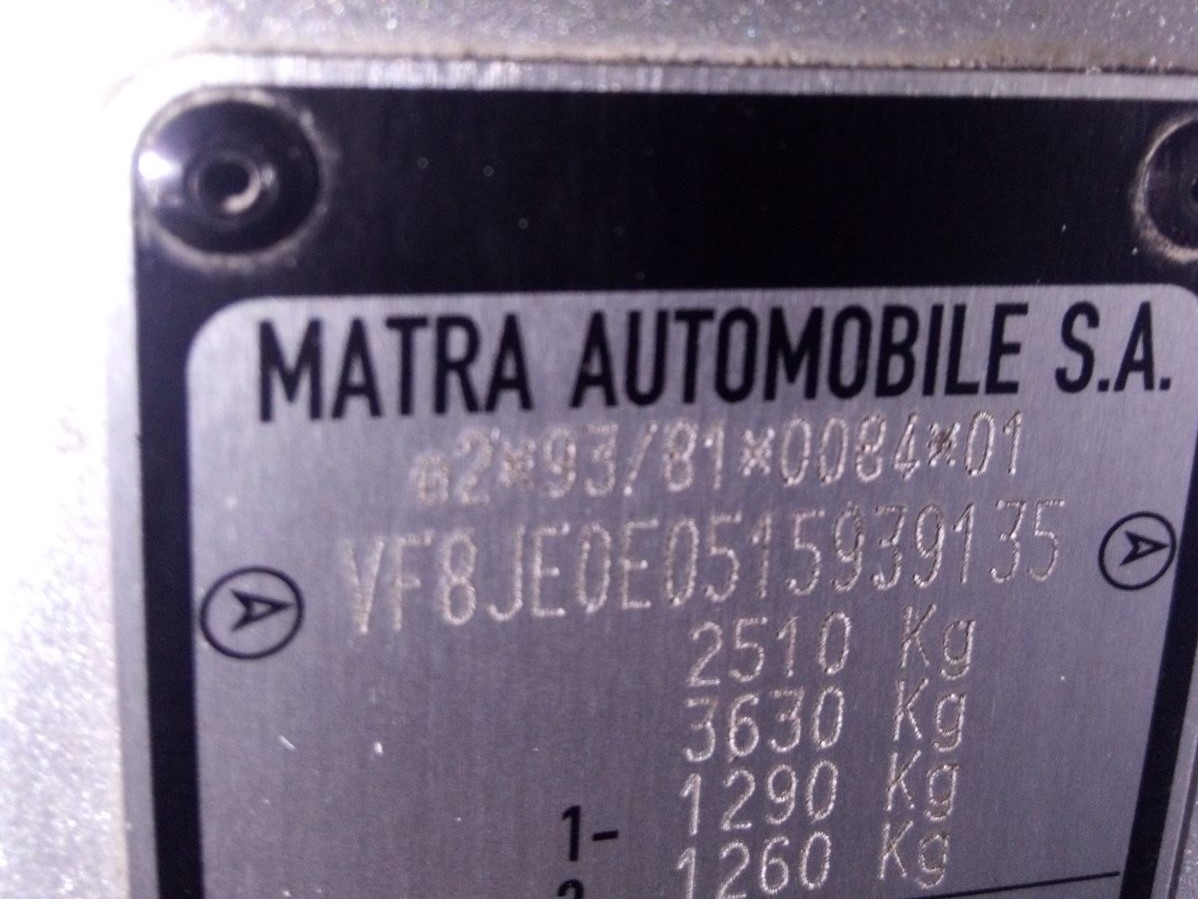 MATRA AUTOMOBILE S.A.
e2*93/81*0084*01
VF8JE0E0515939135
2510 Kg
3630 Kg
1- 1290 Kg
1260 Kg